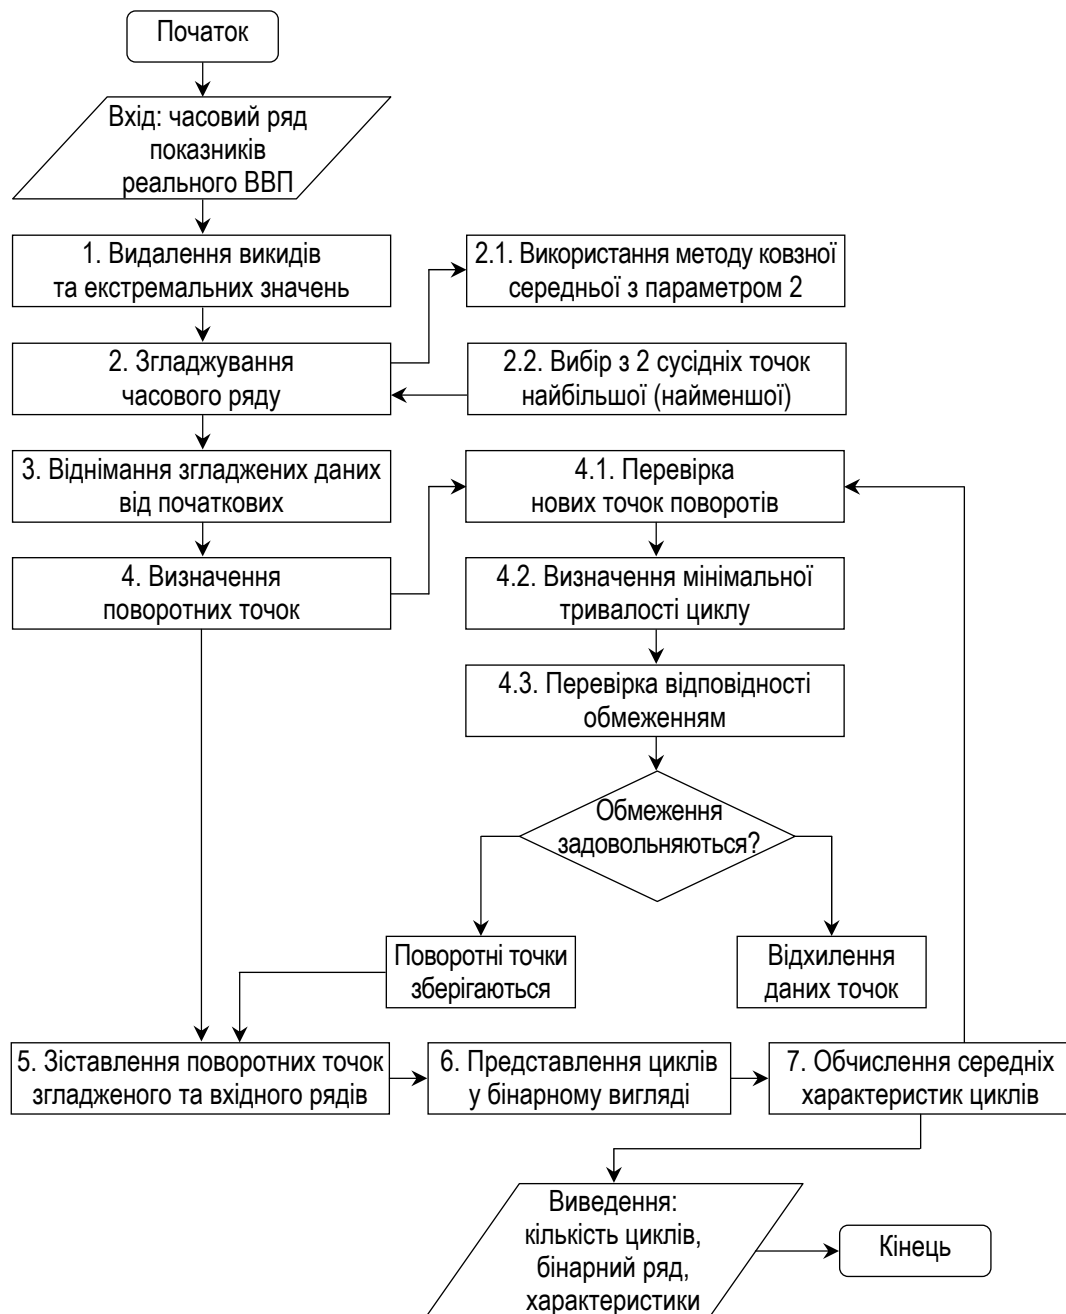 Початок
Вхід: часовий ряд
показників
реального ВВП
1. Видалення викидів
та екстремальних значень
2.1. Використання методу ковзної
середньої з параметром 2
2. Згладжування
часового ряду
2.2. Вибір з 2 сусідніх точок
найбільшої (найменшої)
3. Віднімання згладжених даних
від початкових
4.1. Перевірка
нових точок поворотів
4. Визначення
поворотних точок
4.2. Визначення мінімальної
тривалості циклу
4.3. Перевірка відповідності
обмеженням
Обмеження
задовольняються?
Поворотні точки
зберігаються
Відхилення
даних точок
5. Зіставлення поворотних точок
згладженого та вхідного рядів
6. Представлення циклів
у бінарному вигляді
7. Обчислення середніх
характеристик циклів
Виведення:
кількість циклів,
бінарний ряд,
характеристики
Кінець